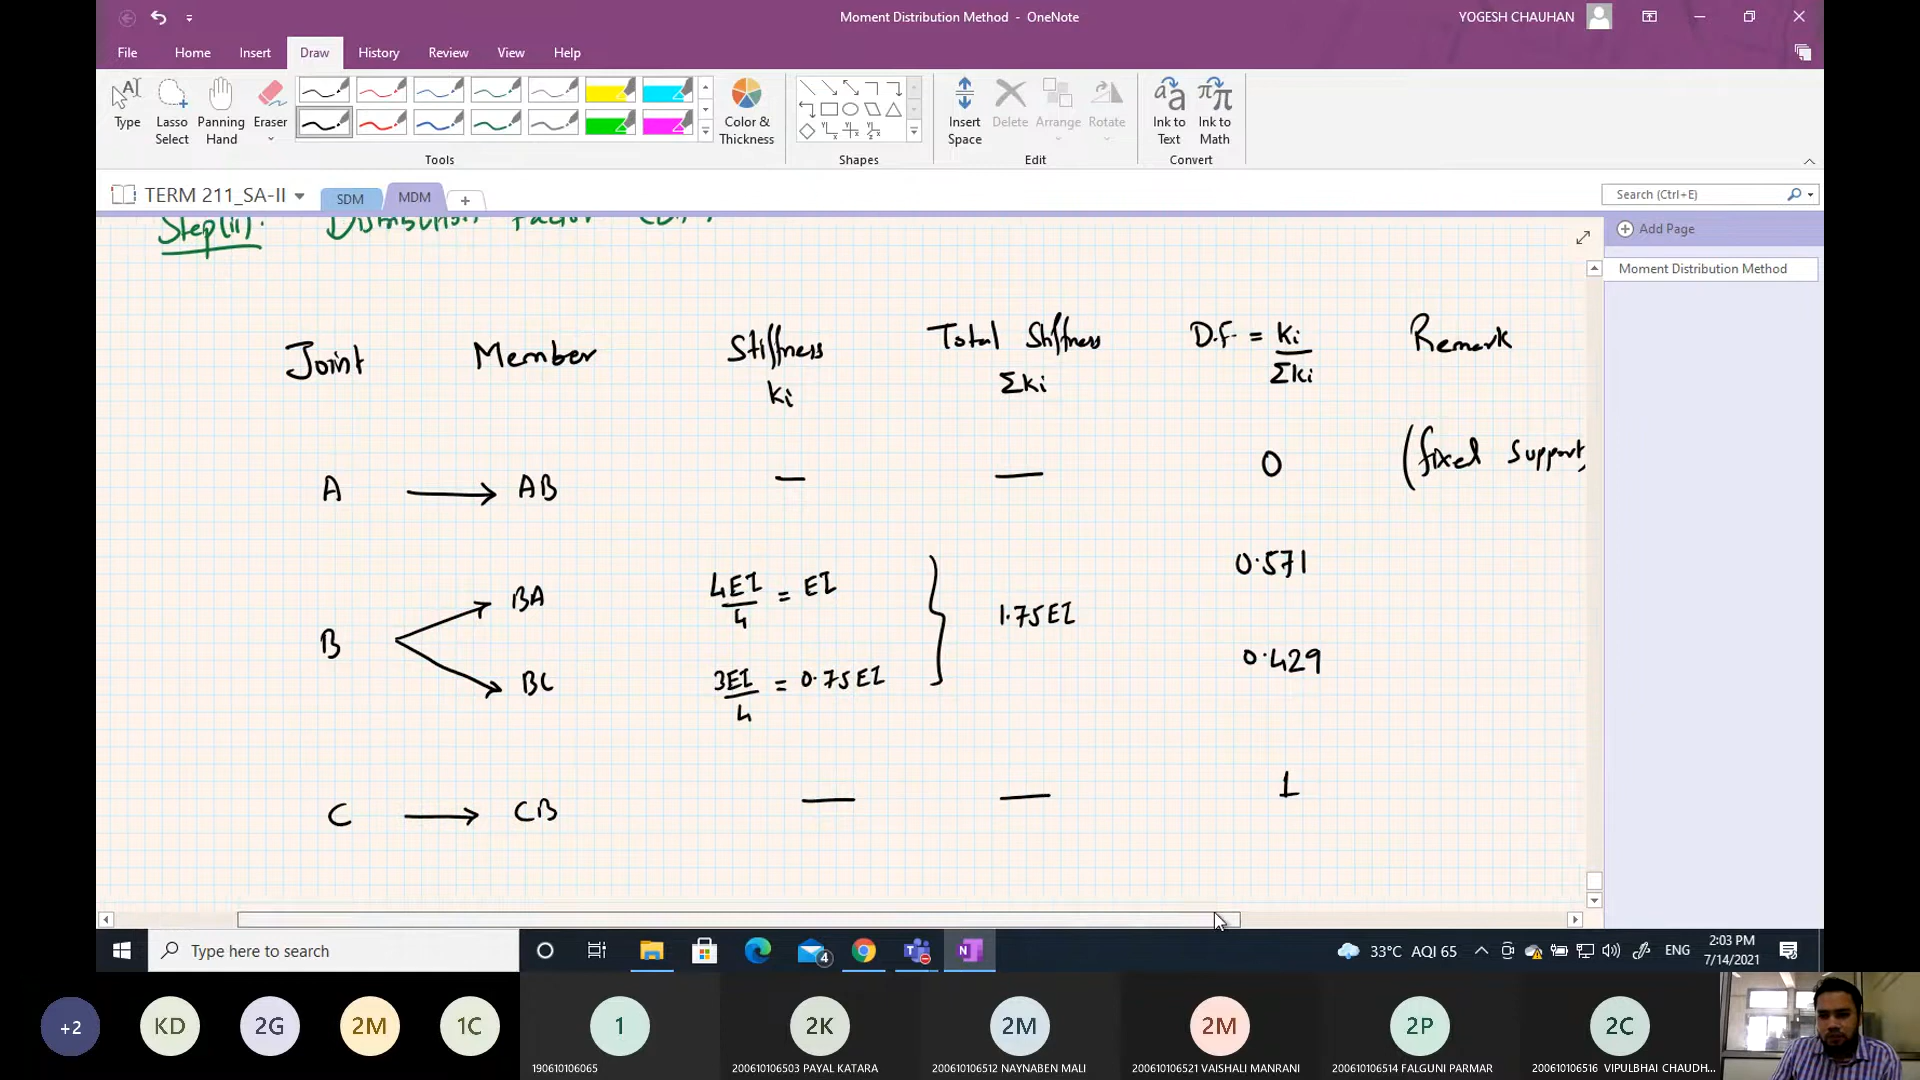 Moment Distribution Method - OneNote
YOGESH CHAUHAN
File Home Insert Draw History Review View Help
Type
Lasso Select
Panning Hand
Eraser
Color & Thickness
Insert Space
Delete
Arrange
Rotate
Ink to Text
Ink to Math
Tools
Shapes
Edit
Convert
TERM 211_SA-II
SDM
MDM
Search (Ctrl+E)
Add Page
Moment Distribution Method
Step(ii): Distribution Factor
Joint Member Stiffness ki Total Stiffness Σki D.F = ki/Σki Remark
A → AB — — 0 (fixed support
B
BA 4EI/4 = EI 0.571
1.75EI
BC 3EI/4 = 0.75EI 0.429
C → CB — — 1
Type here to search
4
33°C AQI 65
ENG
2:03 PM
7/14/2021
+2 KD 2G 2M 1C 1 2K 2M 2M 2P 2C
190610106065
200610106503 PAYAL KATARA
200610106512 NAYNABEN MALI
200610106521 VAISHALI MANRANI
200610106514 FALGUNI PARMAR
200610106516 VIPULBHAI CHAUDH...